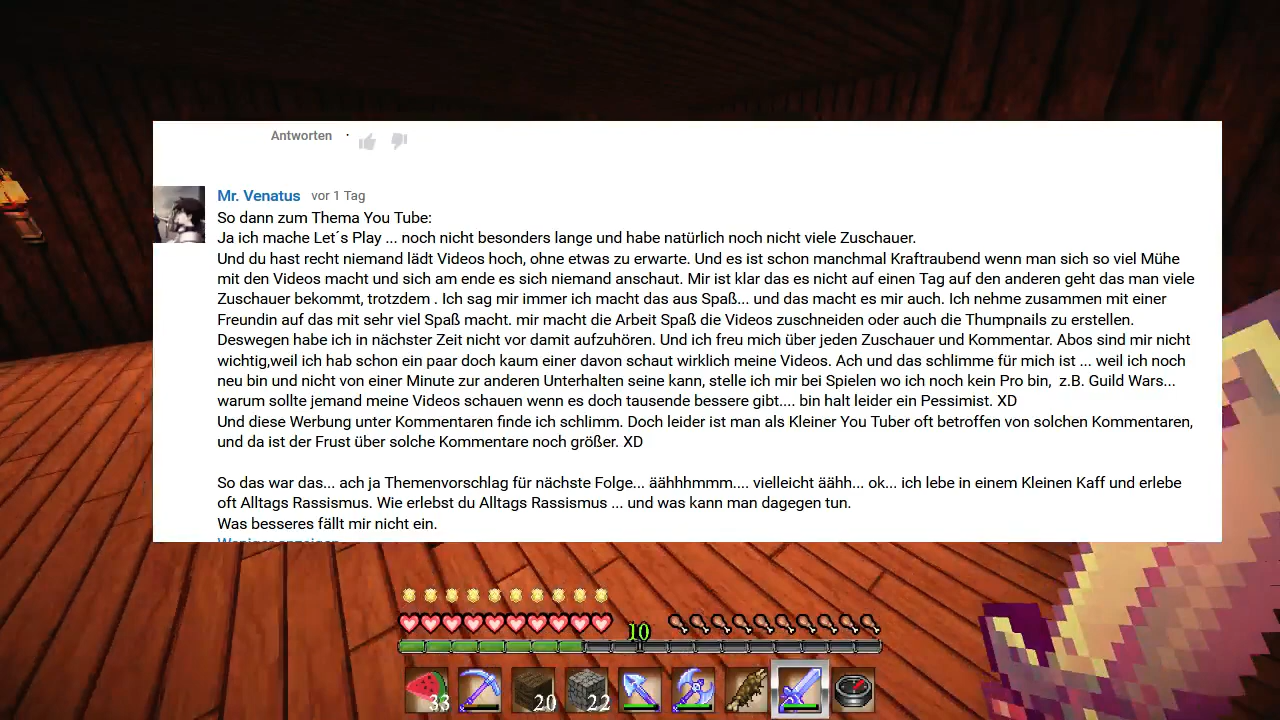 Antworten ·
Mr. Venatus vor 1 Tag
So dann zum Thema You Tube:
Ja ich mache Let´s Play ... noch nicht besonders lange und habe natürlich noch nicht viele Zuschauer.
Und du hast recht niemand lädt Videos hoch, ohne etwas zu erwarte. Und es ist schon manchmal Kraftraubend wenn man sich so viel Mühe
mit den Videos macht und sich am ende es sich niemand anschaut. Mir ist klar das es nicht auf einen Tag auf den anderen geht das man viele
Zuschauer bekommt, trotzdem . Ich sag mir immer ich macht das aus Spaß... und das macht es mir auch. Ich nehme zusammen mit einer
Freundin auf das mit sehr viel Spaß macht. mir macht die Arbeit Spaß die Videos zuschneiden oder auch die Thumpnails zu erstellen.
Deswegen habe ich in nächster Zeit nicht vor damit aufzuhören. Und ich freu mich über jeden Zuschauer und Kommentar. Abos sind mir nicht
wichtig,weil ich hab schon ein paar doch kaum einer davon schaut wirklich meine Videos. Ach und das schlimme für mich ist ... weil ich noch
neu bin und nicht von einer Minute zur anderen Unterhalten seine kann, stelle ich mir bei Spielen wo ich noch kein Pro bin, z.B. Guild Wars...
warum sollte jemand meine Videos schauen wenn es doch tausende bessere gibt.... bin halt leider ein Pessimist. XD
Und diese Werbung unter Kommentaren finde ich schlimm. Doch leider ist man als Kleiner You Tuber oft betroffen von solchen Kommentaren,
und da ist der Frust über solche Kommentare noch größer. XD
So das war das... ach ja Themenvorschlag für nächste Folge... äähhhmmm.... vielleicht äähh... ok... ich lebe in einem Kleinen Kaff und erlebe
oft Alltags Rassismus. Wie erlebst du Alltags Rassismus ... und was kann man dagegen tun.
Was besseres fällt mir nicht ein.
Weniger anzeigen
10
33 20 22